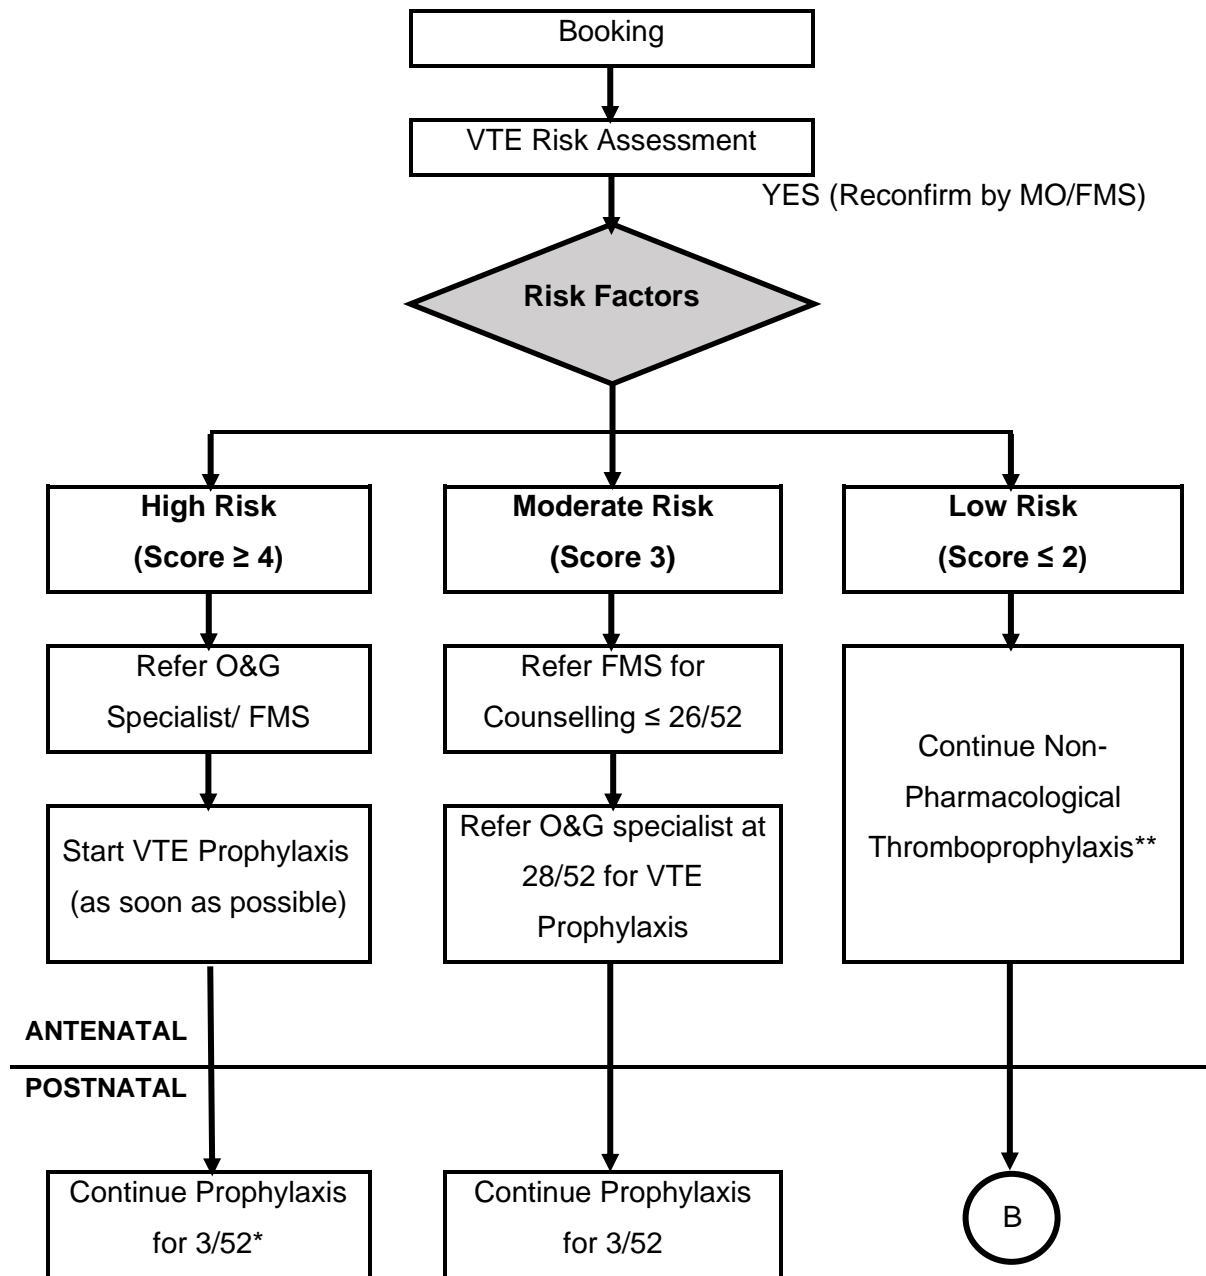 Booking
VTE Risk Assessment
YES (Reconfirm by MO/FMS)
Risk Factors
High Risk
(Score ≥ 4)
Moderate Risk
(Score 3)
Low Risk
(Score ≤ 2)
Refer O&G
Specialist/ FMS
Refer FMS for
Counselling ≤ 26/52
Continue Non-
Pharmacological
Thromboprophylaxis**
Start VTE Prophylaxis
(as soon as possible)
Refer O&G specialist at
28/52 for VTE
Prophylaxis
ANTENATAL
POSTNATAL
Continue Prophylaxis
for 3/52*
Continue Prophylaxis
for 3/52
B